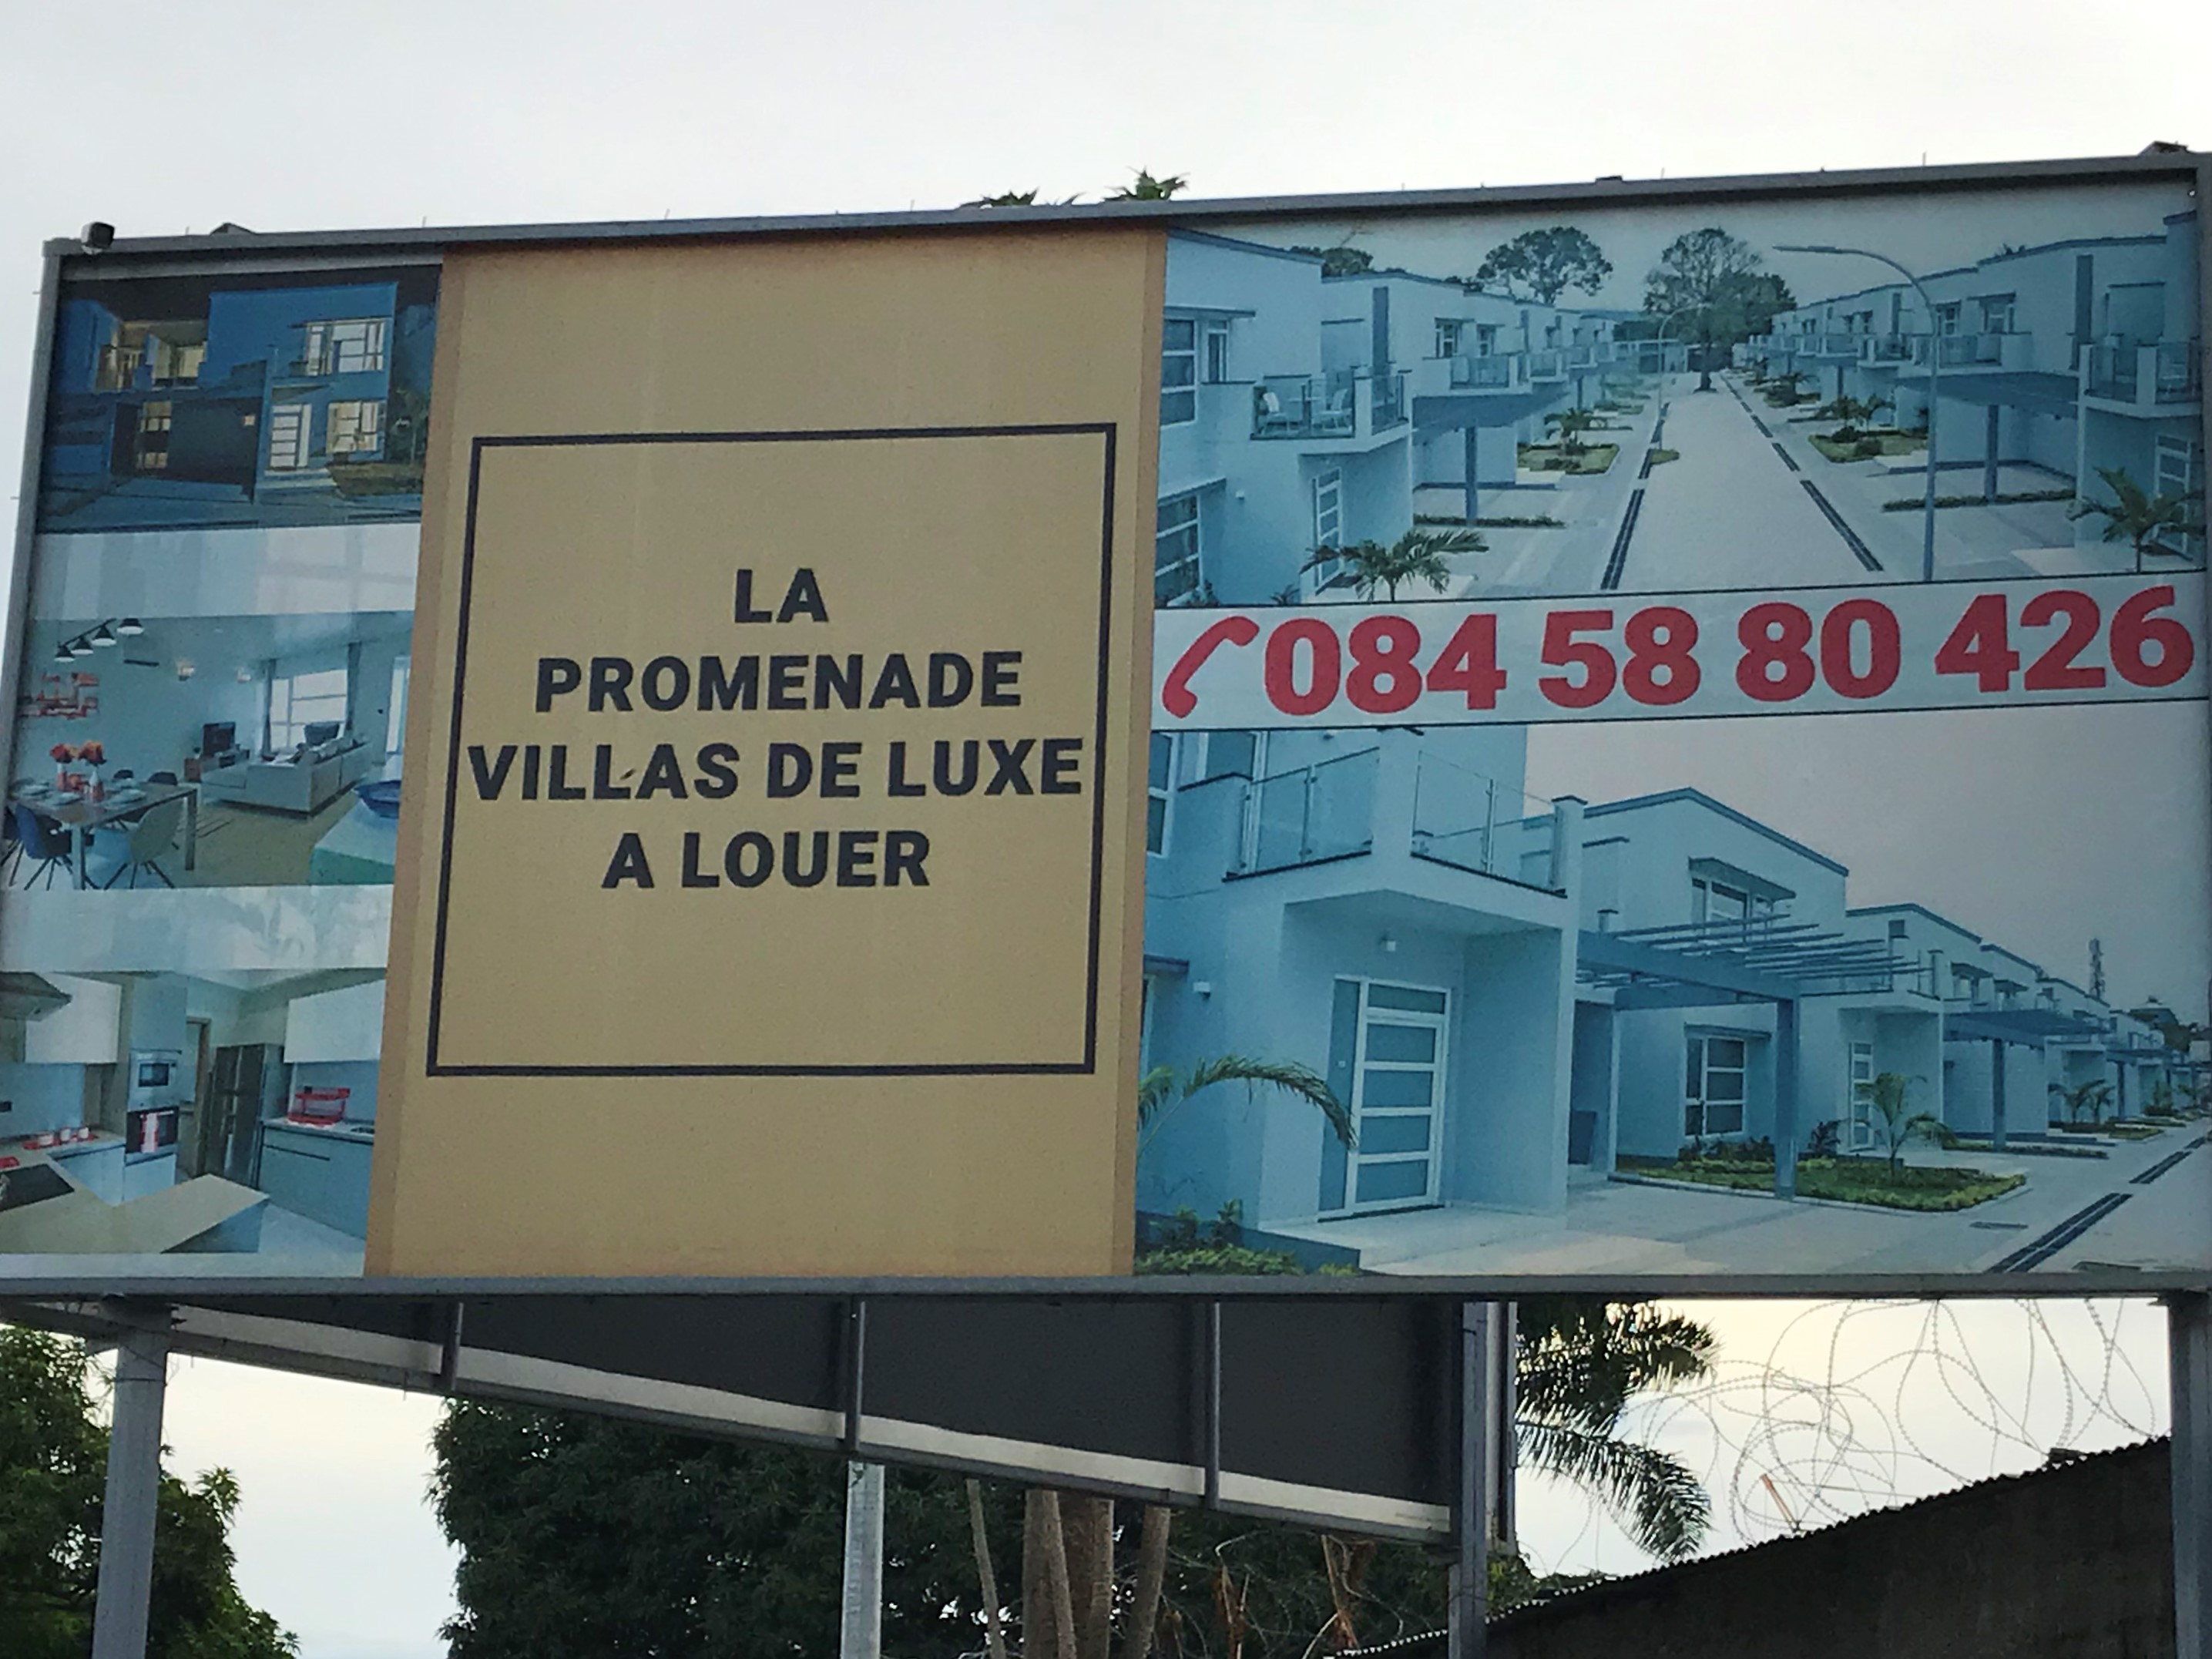 LA
PROMENADE
VILLAS DE LUXE
A LOUER
084 58 80 426